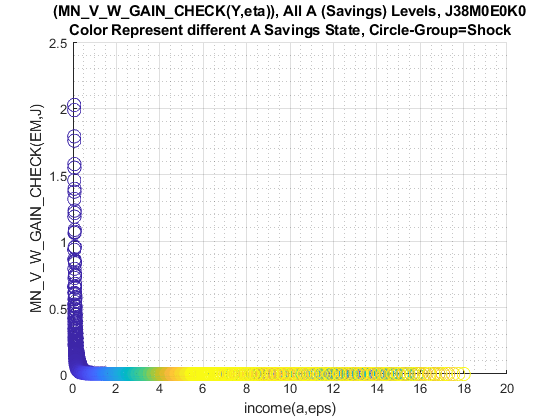 (MN_V_W_GAIN_CHECK(Y,eta)), All A (Savings) Levels, J38M0E0K0
Color Represent different A Savings State, Circle-Group=Shock
2.5
2
1.5
1
0.5
0
MN_V_W_GAIN_CHECK(EM,J)
0 2 4 6 8 10 12 14 16 18 20
income(a,eps)